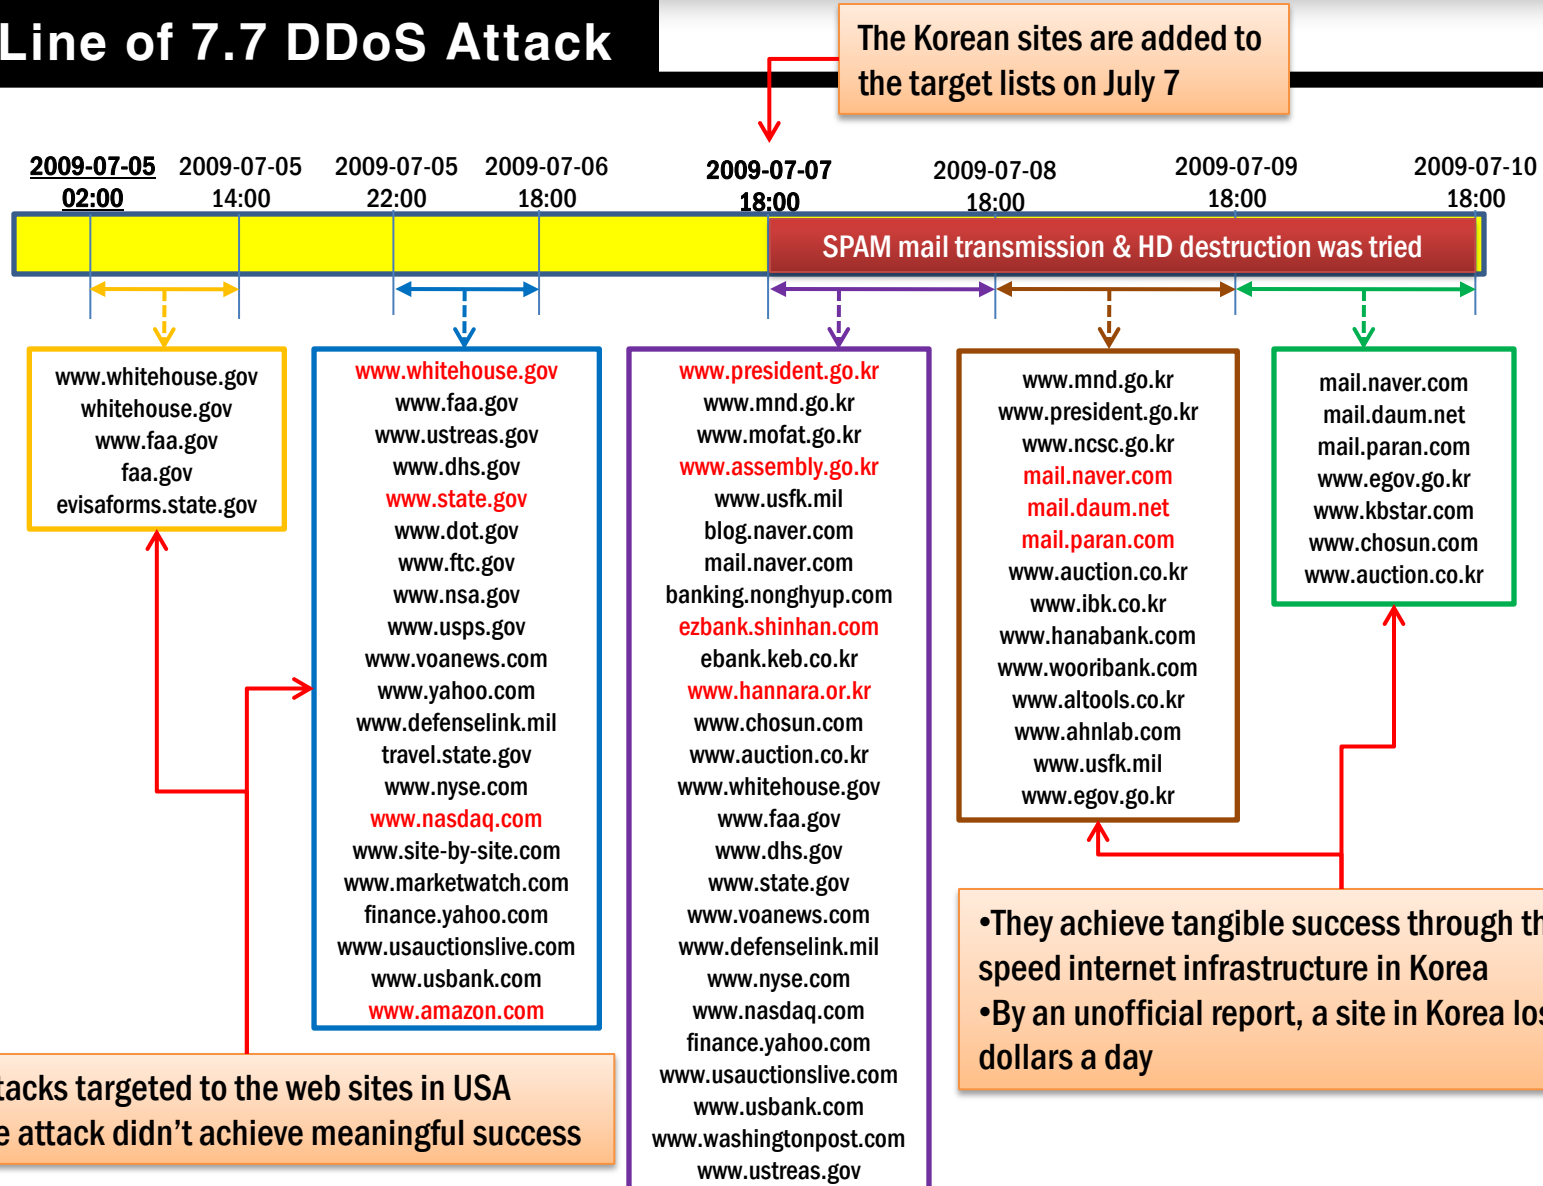 Line of 7.7 DDoS Attack
The Korean sites are added to
the target lists on July 7
2009-07-05
02:00
2009-07-05
14:00
2009-07-05
22:00
2009-07-06
18:00
2009-07-07
18:00
2009-07-08
18:00
2009-07-09
18:00
2009-07-10
18:00
SPAM mail transmission & HD destruction was tried
www.whitehouse.gov
whitehouse.gov
www.faa.gov
faa.gov
evisaforms.state.gov
www.whitehouse.gov
www.faa.gov
www.ustreas.gov
www.dhs.gov
www.state.gov
www.dot.gov
www.ftc.gov
www.nsa.gov
www.usps.gov
www.voanews.com
www.yahoo.com
www.defenselink.mil
travel.state.gov
www.nyse.com
www.nasdaq.com
www.site-by-site.com
www.marketwatch.com
finance.yahoo.com
www.usauctionslive.com
www.usbank.com
www.amazon.com
www.president.go.kr
www.mnd.go.kr
www.mofat.go.kr
www.assembly.go.kr
www.usfk.mil
blog.naver.com
mail.naver.com
banking.nonghyup.com
ezbank.shinhan.com
ebank.keb.co.kr
www.hannara.or.kr
www.chosun.com
www.auction.co.kr
www.whitehouse.gov
www.faa.gov
www.dhs.gov
www.state.gov
www.voanews.com
www.defenselink.mil
www.nyse.com
www.nasdaq.com
finance.yahoo.com
www.usauctionslive.com
www.usbank.com
www.washingtonpost.com
www.ustreas.gov
www.mnd.go.kr
www.president.go.kr
www.ncsc.go.kr
mail.naver.com
mail.daum.net
mail.paran.com
www.auction.co.kr
www.ibk.co.kr
www.hanabank.com
www.wooribank.com
www.altools.co.kr
www.ahnlab.com
www.usfk.mil
www.egov.go.kr
mail.naver.com
mail.daum.net
mail.paran.com
www.egov.go.kr
www.kbstar.com
www.chosun.com
www.auction.co.kr
•They achieve tangible success through th
speed internet infrastructure in Korea
•By an unofficial report, a site in Korea los
dollars a day
tacks targeted to the web sites in USA
e attack didn't achieve meaningful success